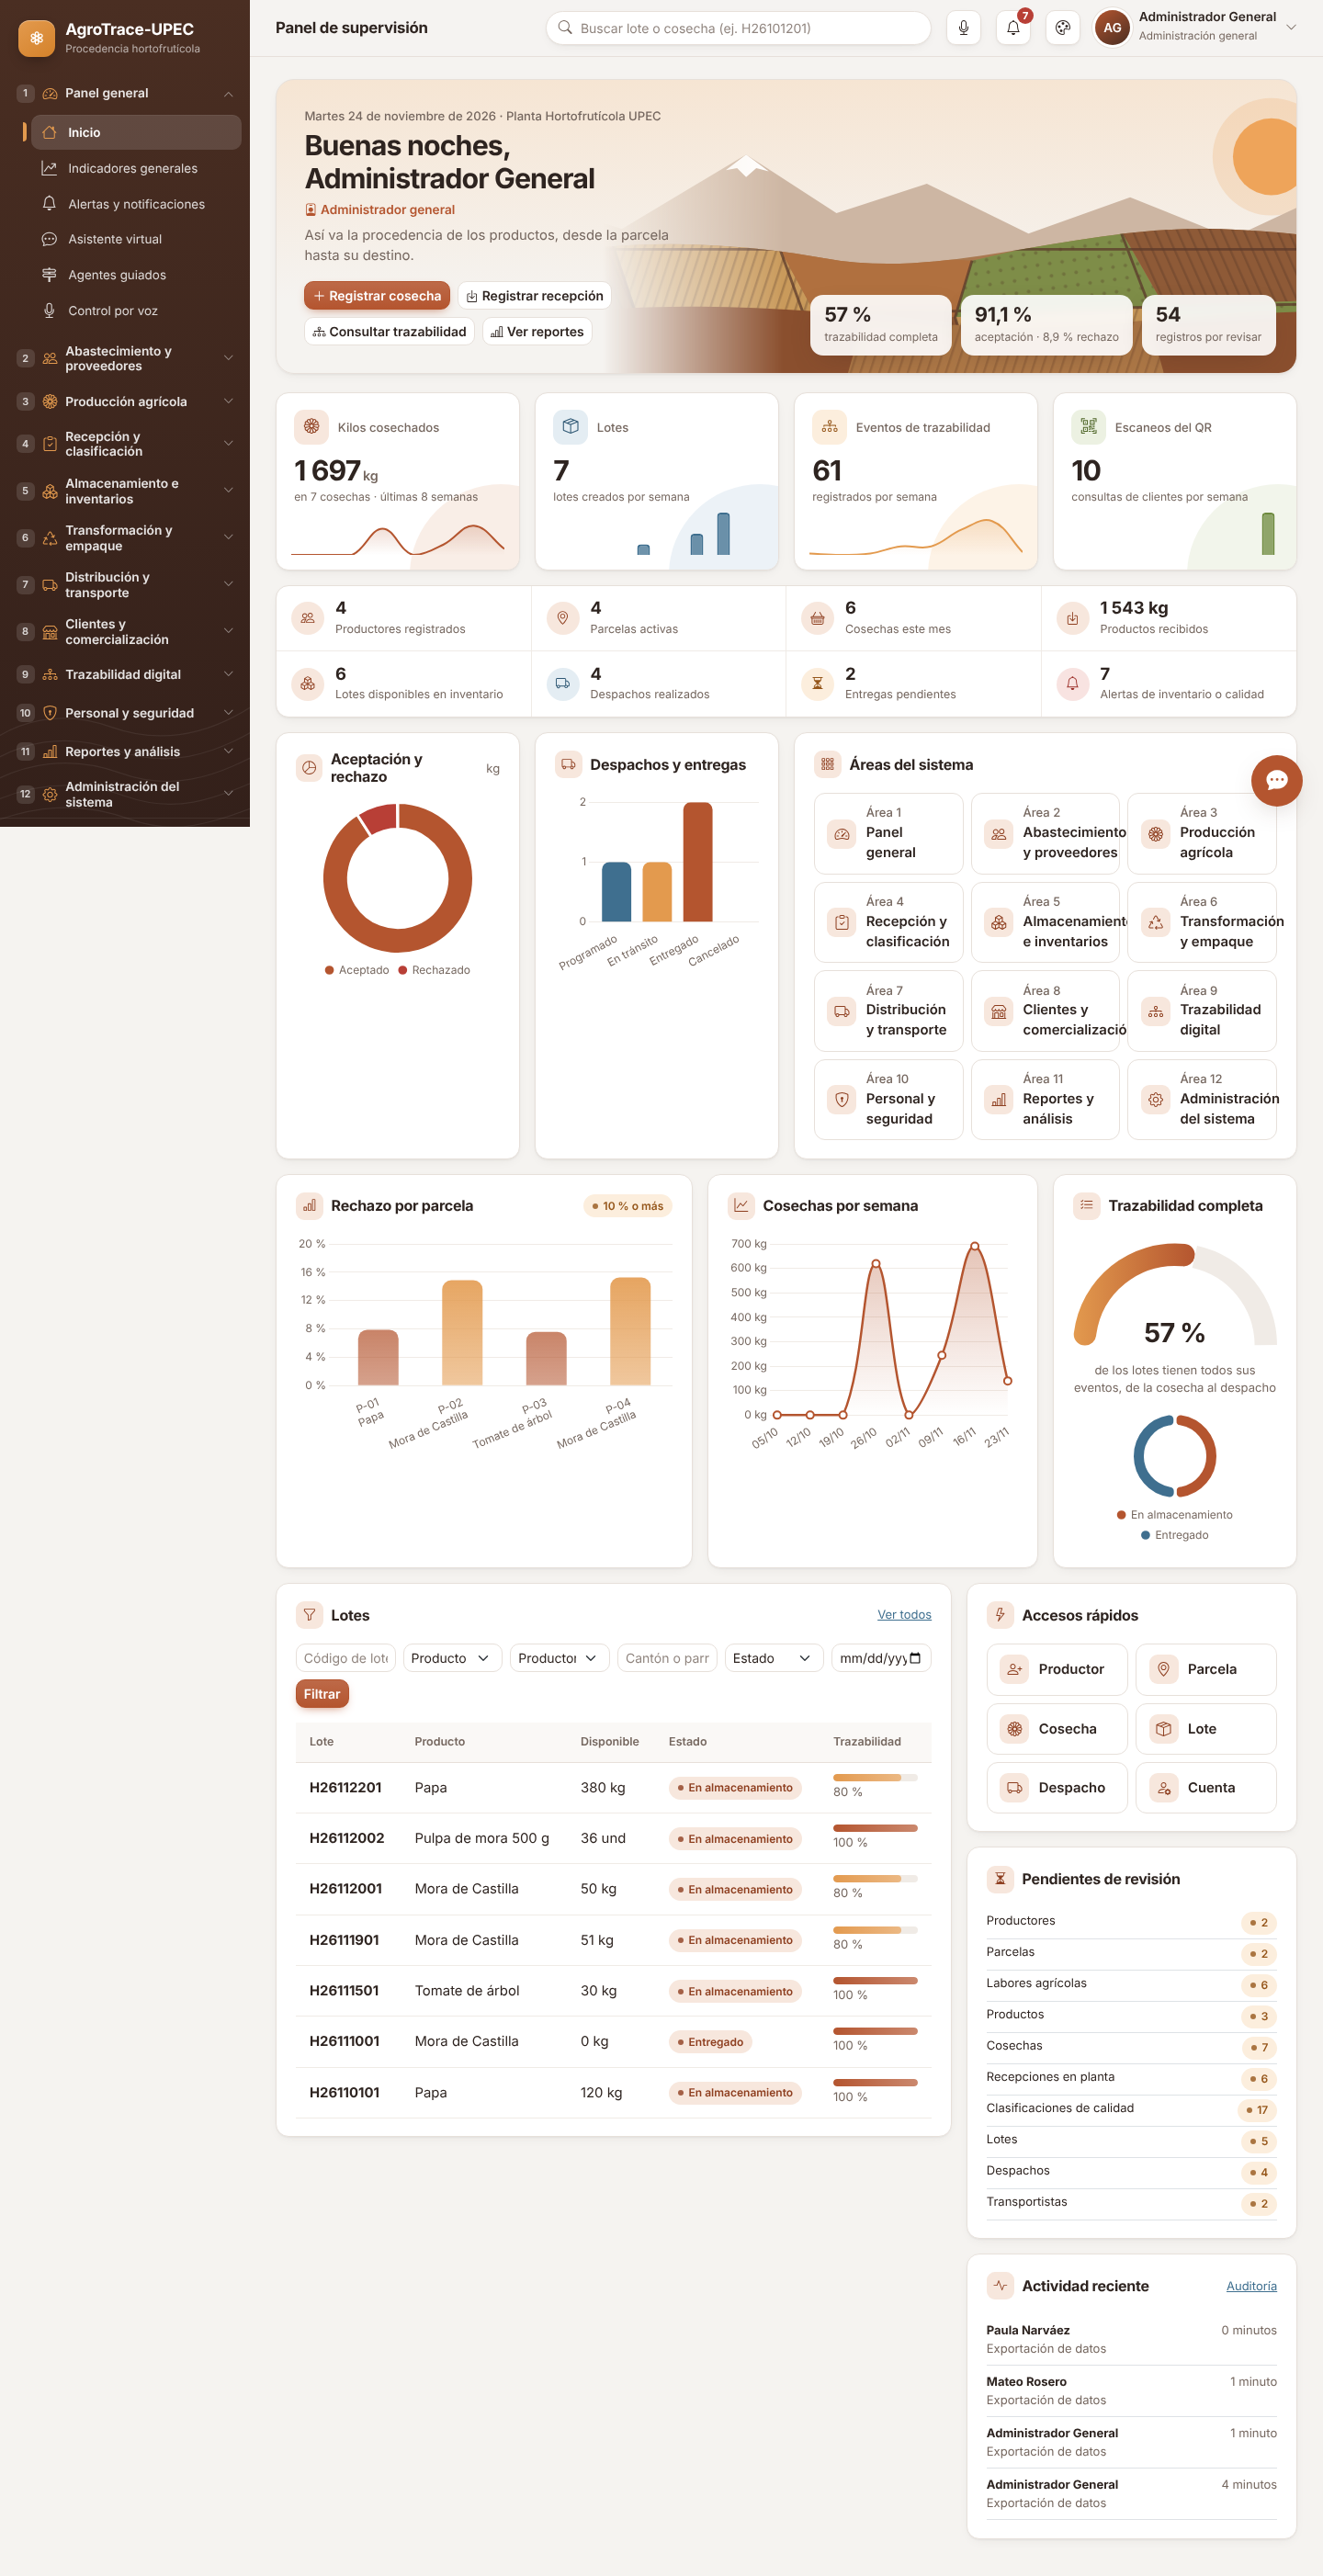 AgroTrace-UPEC
Procedencia hortofrutícola
1 Panel general
Inicio
Indicadores generales
Alertas y notificaciones
Asistente virtual
Agentes guiados
Control por voz
2 Abastecimiento y
proveedores
3 Producción agrícola
4 Recepción y
clasificación
5 Almacenamiento e
inventarios
6 Transformación y
empaque
7 Distribución y
transporte
8 Clientes y
comercialización
9 Trazabilidad digital
10 Personal y seguridad
11 Reportes y análisis
12 Administración del
sistema
Panel de supervisión
Buscar lote o cosecha (ej. H26101201)
7
AG
Administrador General
Administración general
Martes 24 de noviembre de 2026 · Planta Hortofrutícola UPEC
Buenas noches,
Administrador General
Administrador general
Así va la procedencia de los productos, desde la parcela
hasta su destino.
Registrar cosecha
Registrar recepción
Consultar trazabilidad
Ver reportes
57 %
trazabilidad completa
91,1 %
aceptación · 8,9 % rechazo
54
registros por revisar
Kilos cosechados
1 697 kg
en 7 cosechas · últimas 8 semanas
Lotes
7
lotes creados por semana
Eventos de trazabilidad
61
registrados por semana
Escaneos del QR
10
consultas de clientes por semana
4
Productores registrados
4
Parcelas activas
6
Cosechas este mes
1 543 kg
Productos recibidos
6
Lotes disponibles en inventario
4
Despachos realizados
2
Entregas pendientes
7
Alertas de inventario o calidad
Aceptación y
rechazo
kg
Aceptado Rechazado
Despachos y entregas
2
1
0
Programado
En tránsito
Entregado
Cancelado
Áreas del sistema
Área 1
Panel
general
Área 2
Abastecimiento
y proveedores
Área 3
Producción
agrícola
Área 4
Recepción y
clasificación
Área 5
Almacenamiento
e inventarios
Área 6
Transformación
y empaque
Área 7
Distribución
y transporte
Área 8
Clientes y
comercializació
Área 9
Trazabilidad
digital
Área 10
Personal y
seguridad
Área 11
Reportes y
análisis
Área 12
Administración
del sistema
Rechazo por parcela
10 % o más
20 %
16 %
12 %
8 %
4 %
0 %
P-01
Papa
P-02
Mora de Castilla
P-03
Tomate de árbol
P-04
Mora de Castilla
Cosechas por semana
700 kg
600 kg
500 kg
400 kg
300 kg
200 kg
100 kg
0 kg
05/10
12/10
19/10
26/10
02/11
09/11
16/11
23/11
Trazabilidad completa
57 %
de los lotes tienen todos sus
eventos, de la cosecha al despacho
En almacenamiento
Entregado
Lotes
Ver todos
Código de lote
Producto
Productor
Cantón o parr
Estado
mm/dd/yyyy
Filtrar
Lote Producto Disponible Estado Trazabilidad
H26112201 Papa 380 kg En almacenamiento 80 %
H26112002 Pulpa de mora 500 g 36 und En almacenamiento 100 %
H26112001 Mora de Castilla 50 kg En almacenamiento 80 %
H26111901 Mora de Castilla 51 kg En almacenamiento 80 %
H26111501 Tomate de árbol 30 kg En almacenamiento 100 %
H26111001 Mora de Castilla 0 kg Entregado 100 %
H26110101 Papa 120 kg En almacenamiento 100 %
Accesos rápidos
Productor
Parcela
Cosecha
Lote
Despacho
Cuenta
Pendientes de revisión
Productores 2
Parcelas 2
Labores agrícolas 6
Productos 3
Cosechas 7
Recepciones en planta 6
Clasificaciones de calidad 17
Lotes 5
Despachos 4
Transportistas 2
Actividad reciente
Auditoría
Paula Narváez 0 minutos
Exportación de datos
Mateo Rosero 1 minuto
Exportación de datos
Administrador General 1 minuto
Exportación de datos
Administrador General 4 minutos
Exportación de datos